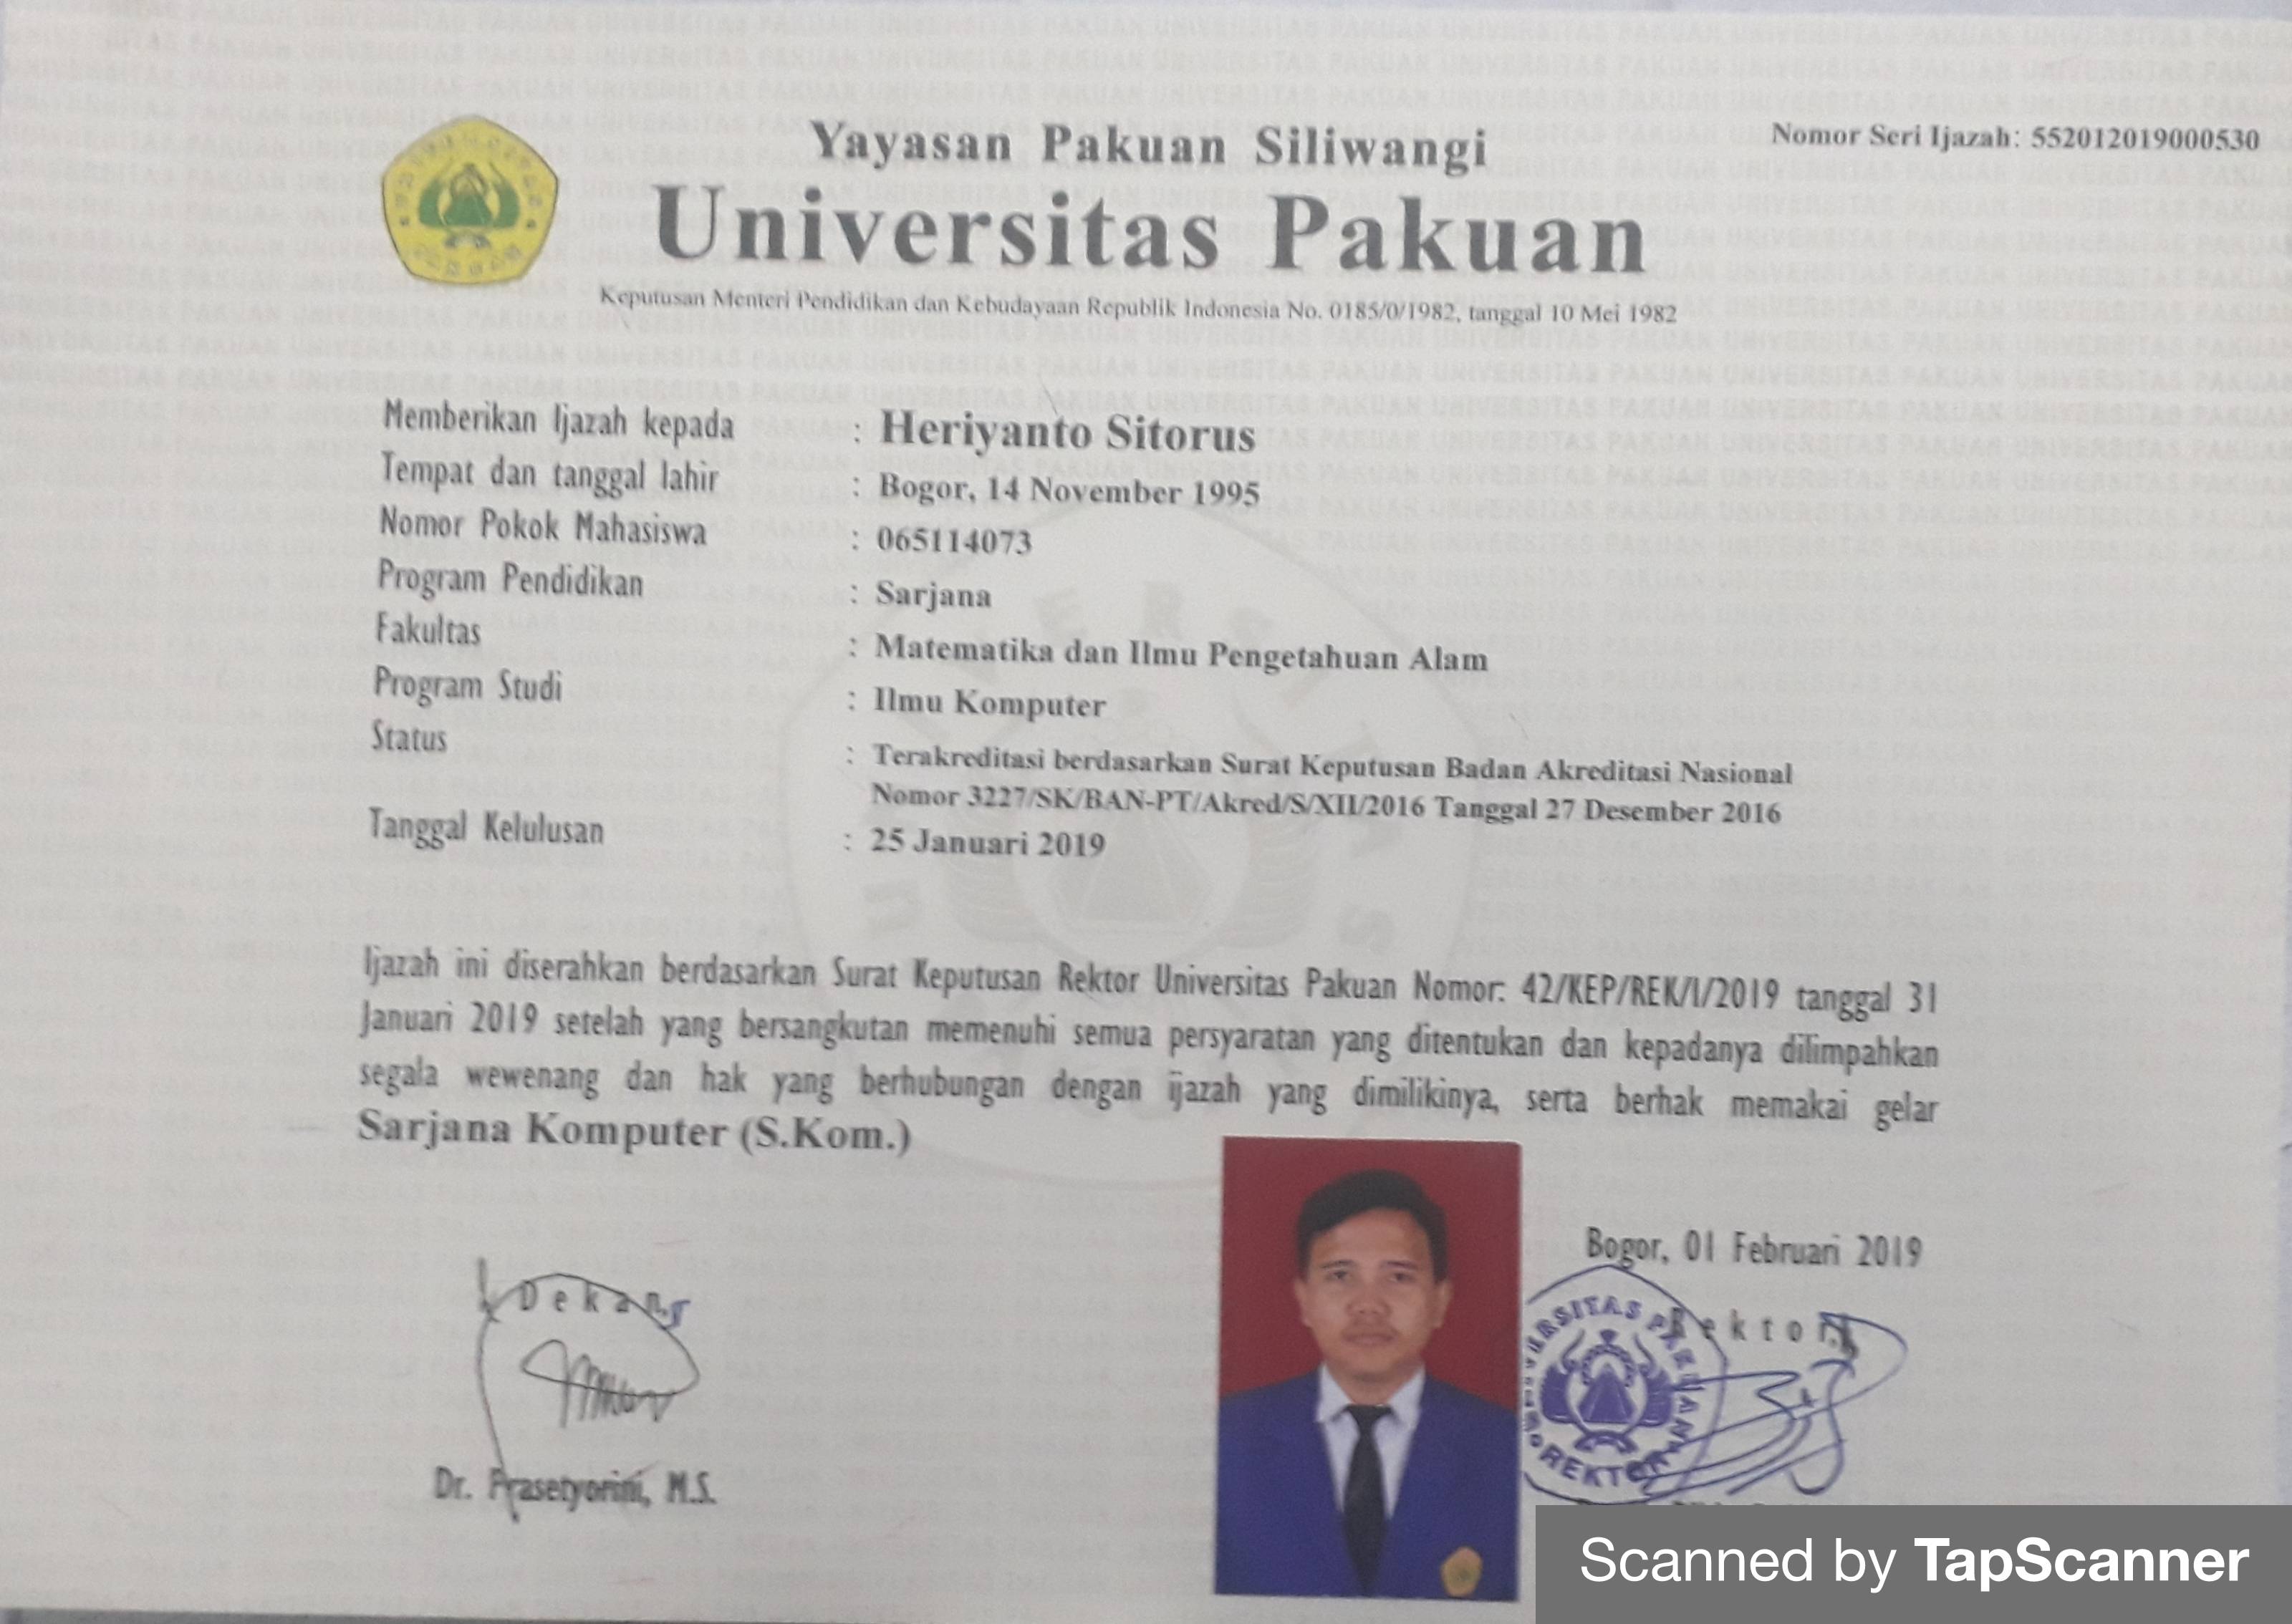 Yayasan Pakuan Siliwangi
Nomor Seri Ijazah: 552012019000530
Universitas Pakuan
Keputusan Menteri Pendidikan dan Kebudayaan Republik Indonesia No. 0185/0/1982, tanggal 10 Mei 1982
Memberikan Ijazah kepada : Heriyanto Sitorus
Tempat dan tanggal lahir : Bogor, 14 November 1995
Nomor Pokok Mahasiswa : 065114073
Program Pendidikan : Sarjana
Fakultas : Matematika dan Ilmu Pengetahuan Alam
Program Studi : Ilmu Komputer
Status : Terakreditasi berdasarkan Surat Keputusan Badan Akreditasi Nasional
Nomor 3227/SK/BAN-PT/Akred/S/XII/2016 Tanggal 27 Desember 2016
Tanggal Kelulusan : 25 Januari 2019
Ijazah ini diserahkan berdasarkan Surat Keputusan Rektor Universitas Pakuan Nomor: 42/KEP/REK/I/2019 tanggal 31
Januari 2019 setelah yang bersangkutan memenuhi semua persyaratan yang ditentukan dan kepadanya dilimpahkan
segala wewenang dan hak yang berhubungan dengan ijazah yang dimilikinya, serta berhak memakai gelar
Sarjana Komputer (S.Kom.)
Bogor, 01 Februari 2019
Dekan,
Rektor,
REKTOR
Dr. Prasetyorini, M.S.
Scanned by TapScanner